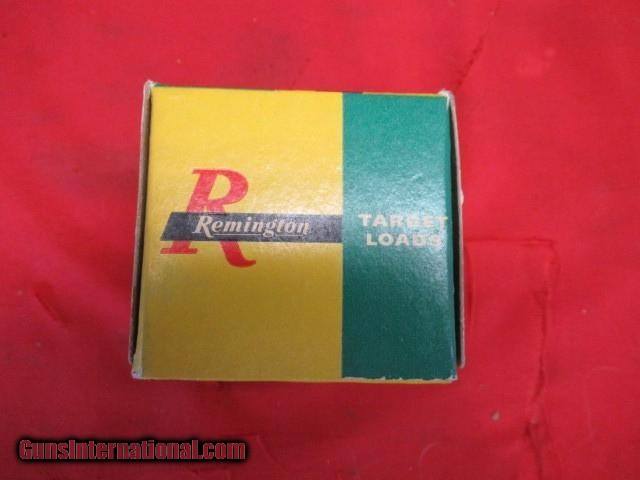 R
Remington
TARGET
LOADS
GunsInternational.com